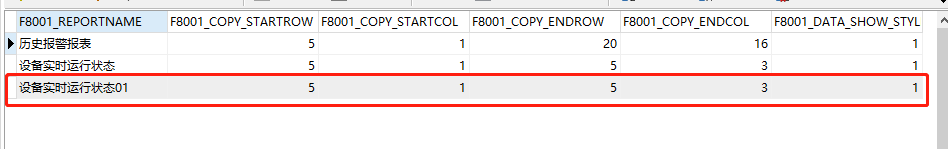 F8001_REPORTNAME F8001_COPY_STARTROW F8001_COPY_STARTCOL F8001_COPY_ENDROW F8001_COPY_ENDCOL F8001_DATA_SHOW_STYL
历史报警报表 5 1 20 16 1
设备实时运行状态 5 1 5 3 1
设备实时运行状态01 5 1 5 3 1